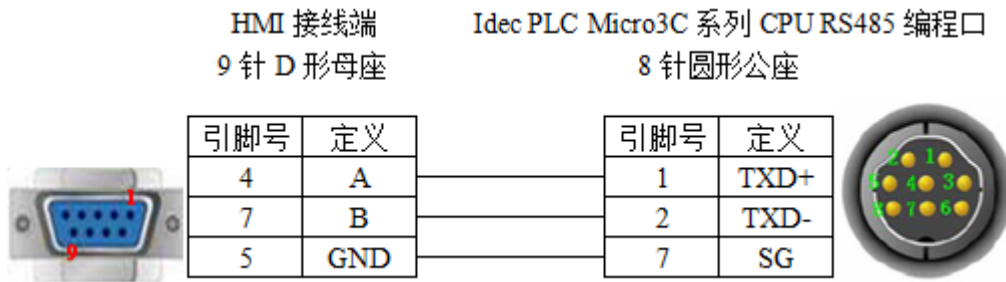 HMI 接线端
9 针 D 形母座
Idec PLC Micro3C 系列 CPU RS485 编程口
8 针圆形公座
引脚号 定义
4 A
7 B
5 GND
引脚号 定义
1 TXD+
2 TXD-
7 SG
1
9
2 1
5 4 3
8 7 6